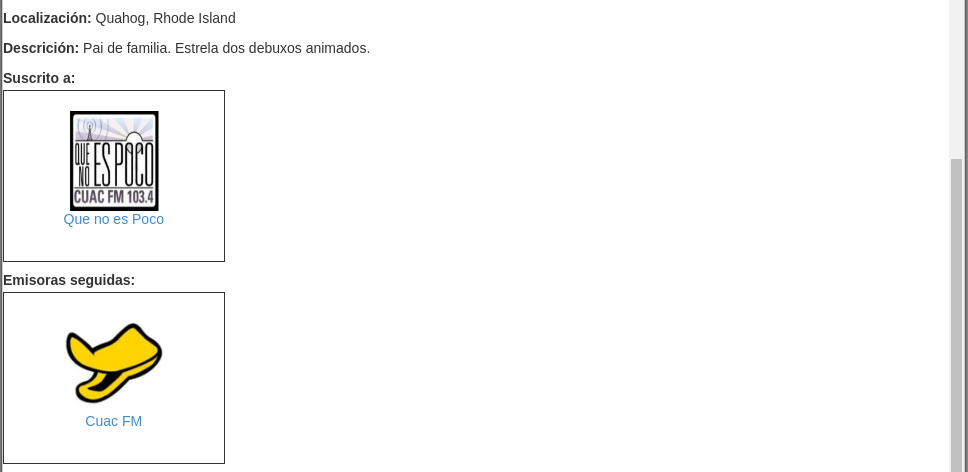 Localización: Quahog, Rhode Island
Descrición: Pai de familia. Estrela dos debuxos animados.
Suscrito a:
QUE NO ES POCO
CUAC FM 103.4
Que no es Poco
Emisoras seguidas:
Cuac FM